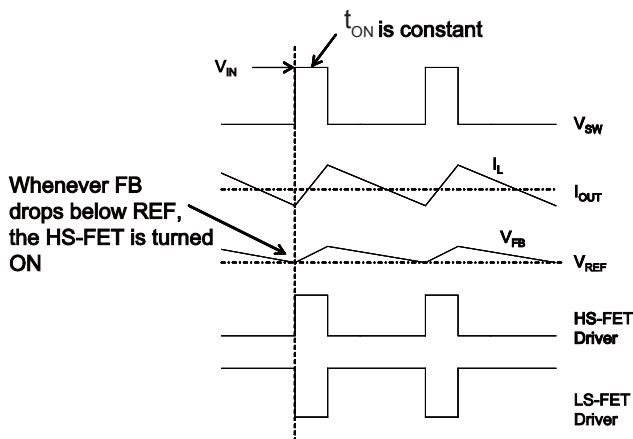 tON is constant
VIN
VSW
IL
IOUT
Whenever FB
drops below REF,
the HS-FET is turned
ON
VFB
VREF
HS-FET
Driver
LS-FET
Driver